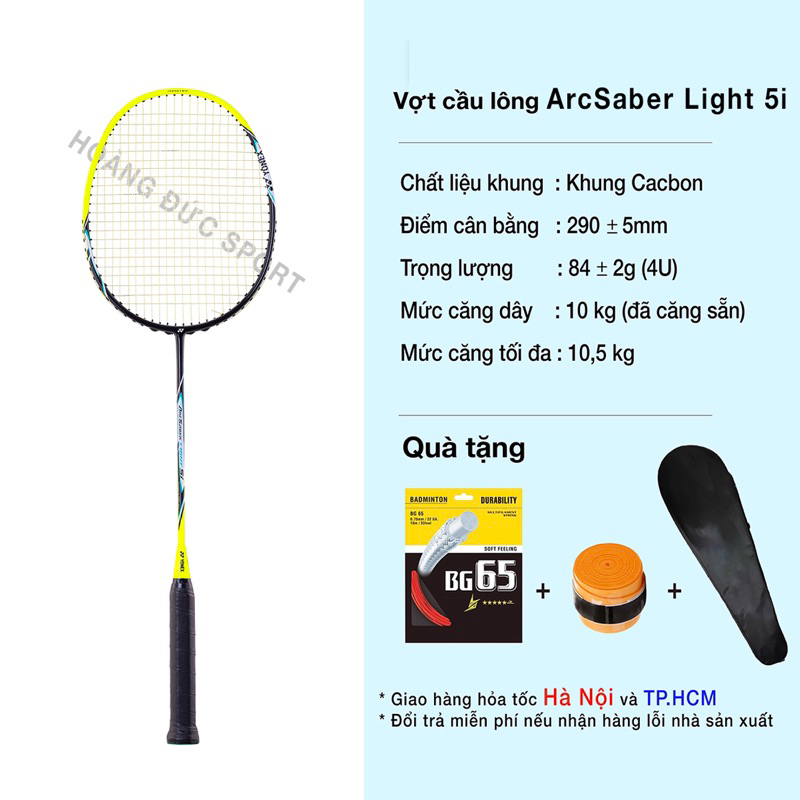 Vợt cầu lông ArcSaber Light 5i
Chất liệu khung : Khung Cacbon
Điểm cân bằng : 290 ± 5mm
Trọng lượng : 84 ± 2g (4U)
Mức căng dây : 10 kg (đã căng sẵn)
Mức căng tối đa : 10,5 kg
Quà tặng
BADMINTON DURABILITY
BG 65
SOFT FEELING
BG65
+
+
* Giao hàng hỏa tốc Hà Nội và TP.HCM
* Đổi trả miễn phí nếu nhận hàng lỗi nhà sản xuất
HOÀNG ĐỨC SPORT
YONEX
YONEX